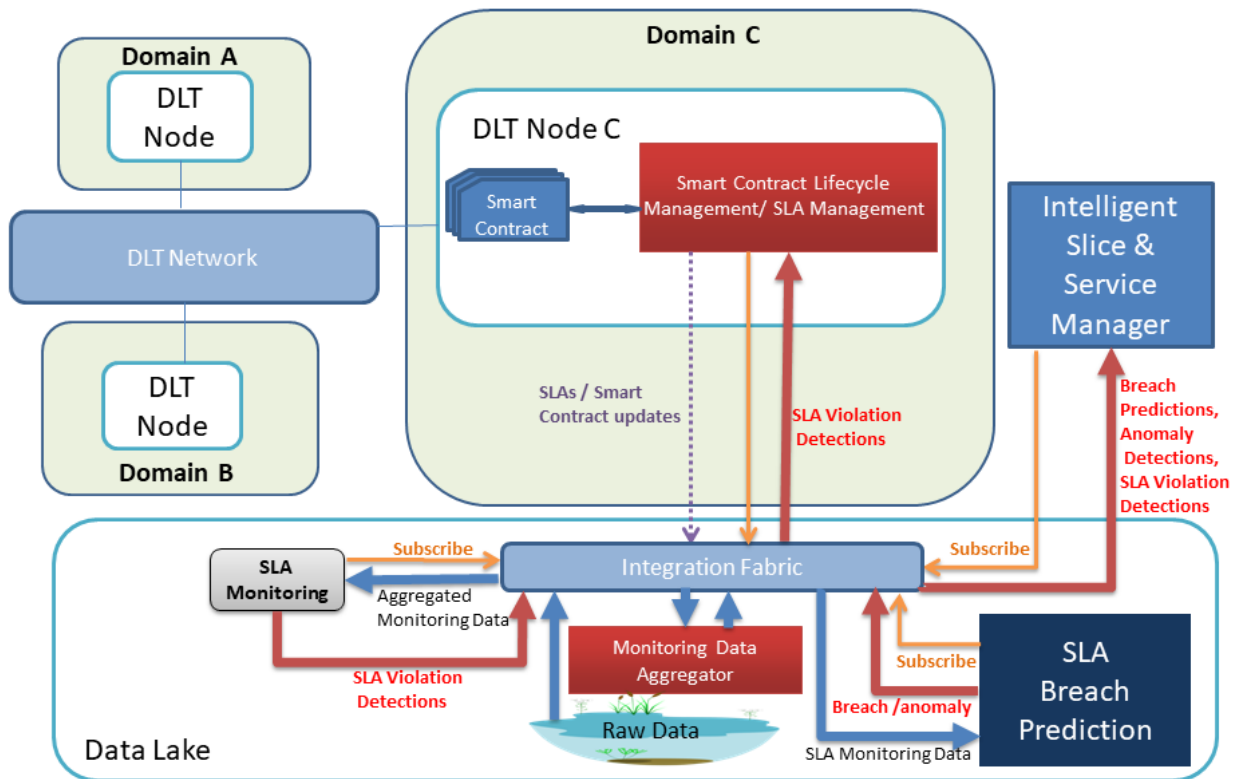 Domain A
DLT
Node
DLT Network
DLT
Node
Domain B
Domain C
DLT Node C
Smart
Contract
Smart Contract Lifecycle
Management/ SLA Management
SLAs / Smart
Contract updates
SLA Violation
Detections
Intelligent
Slice &
Service
Manager
Breach
Predictions,
Anomaly
Detections,
SLA Violation
Detections
Subscribe
SLA
Monitoring
Subscribe
Aggregated
Monitoring Data
Integration Fabric
SLA Violation
Detections
Monitoring Data
Aggregator
Raw Data
Subscribe
Breach /anomaly
SLA Monitoring Data
SLA
Breach
Prediction
Data Lake